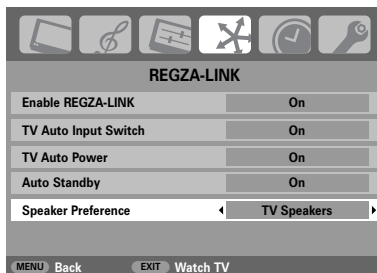 REGZA-LINK
Enable REGZA-LINK On
TV Auto Input Switch On
TV Auto Power On
Auto Standby On
Speaker Preference TV Speakers
MENU Back EXIT Watch TV